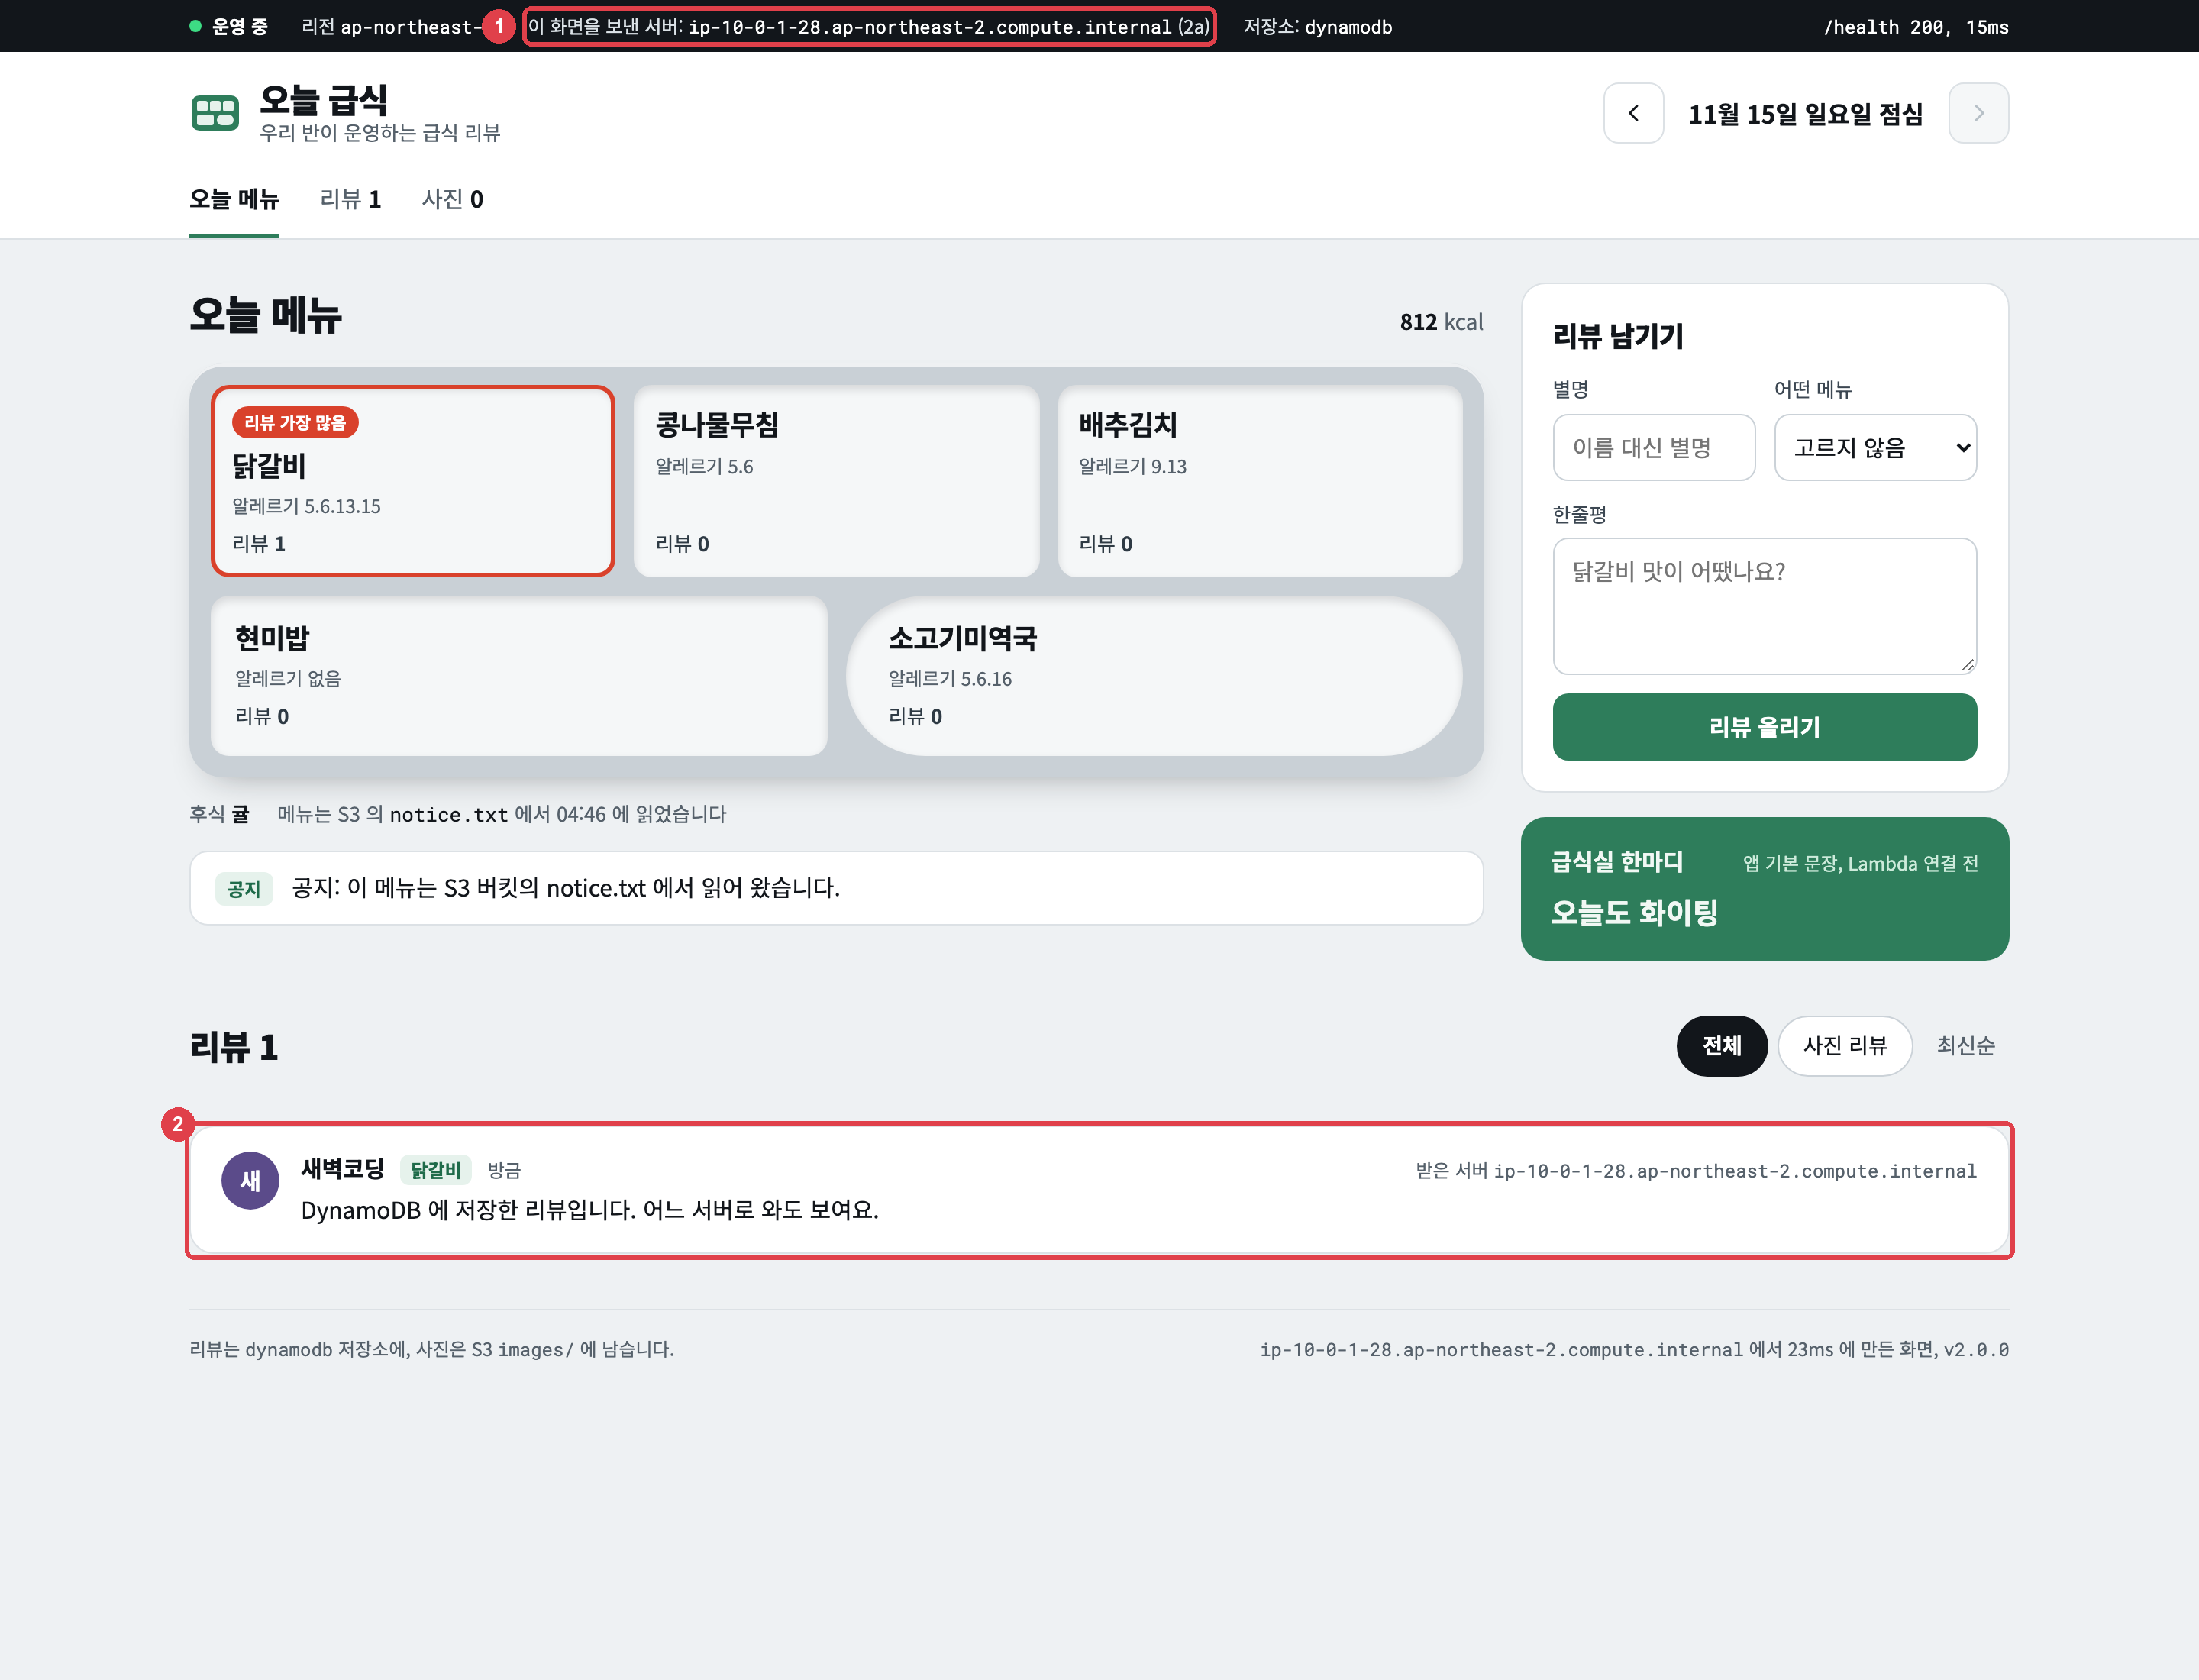 운영 중 리전 ap-northeast- 1 이 화면을 보낸 서버: ip-10-0-1-28.ap-northeast-2.compute.internal (2a) 저장소: dynamodb /health 200, 15ms
오늘 급식
우리 반이 운영하는 급식 리뷰
11월 15일 일요일 점심
오늘 메뉴 리뷰 1 사진 0
오늘 메뉴
812 kcal
리뷰 가장 많음
닭갈비
알레르기 5.6.13.15
리뷰 1
콩나물무침
알레르기 5.6
리뷰 0
배추김치
알레르기 9.13
리뷰 0
현미밥
알레르기 없음
리뷰 0
소고기미역국
알레르기 5.6.16
리뷰 0
후식 귤 메뉴는 S3 의 notice.txt 에서 04:46 에 읽었습니다
공지 공지: 이 메뉴는 S3 버킷의 notice.txt 에서 읽어 왔습니다.
리뷰 남기기
별명 어떤 메뉴
이름 대신 별명 고르지 않음
한줄평
닭갈비 맛이 어땠나요?
리뷰 올리기
급식실 한마디 앱 기본 문장, Lambda 연결 전
오늘도 화이팅
리뷰 1
전체 사진 리뷰 최신순
2
새 새벽코딩 닭갈비 방금 받은 서버 ip-10-0-1-28.ap-northeast-2.compute.internal
DynamoDB 에 저장한 리뷰입니다. 어느 서버로 와도 보여요.
리뷰는 dynamodb 저장소에, 사진은 S3 images/ 에 남습니다. ip-10-0-1-28.ap-northeast-2.compute.internal 에서 23ms 에 만든 화면, v2.0.0